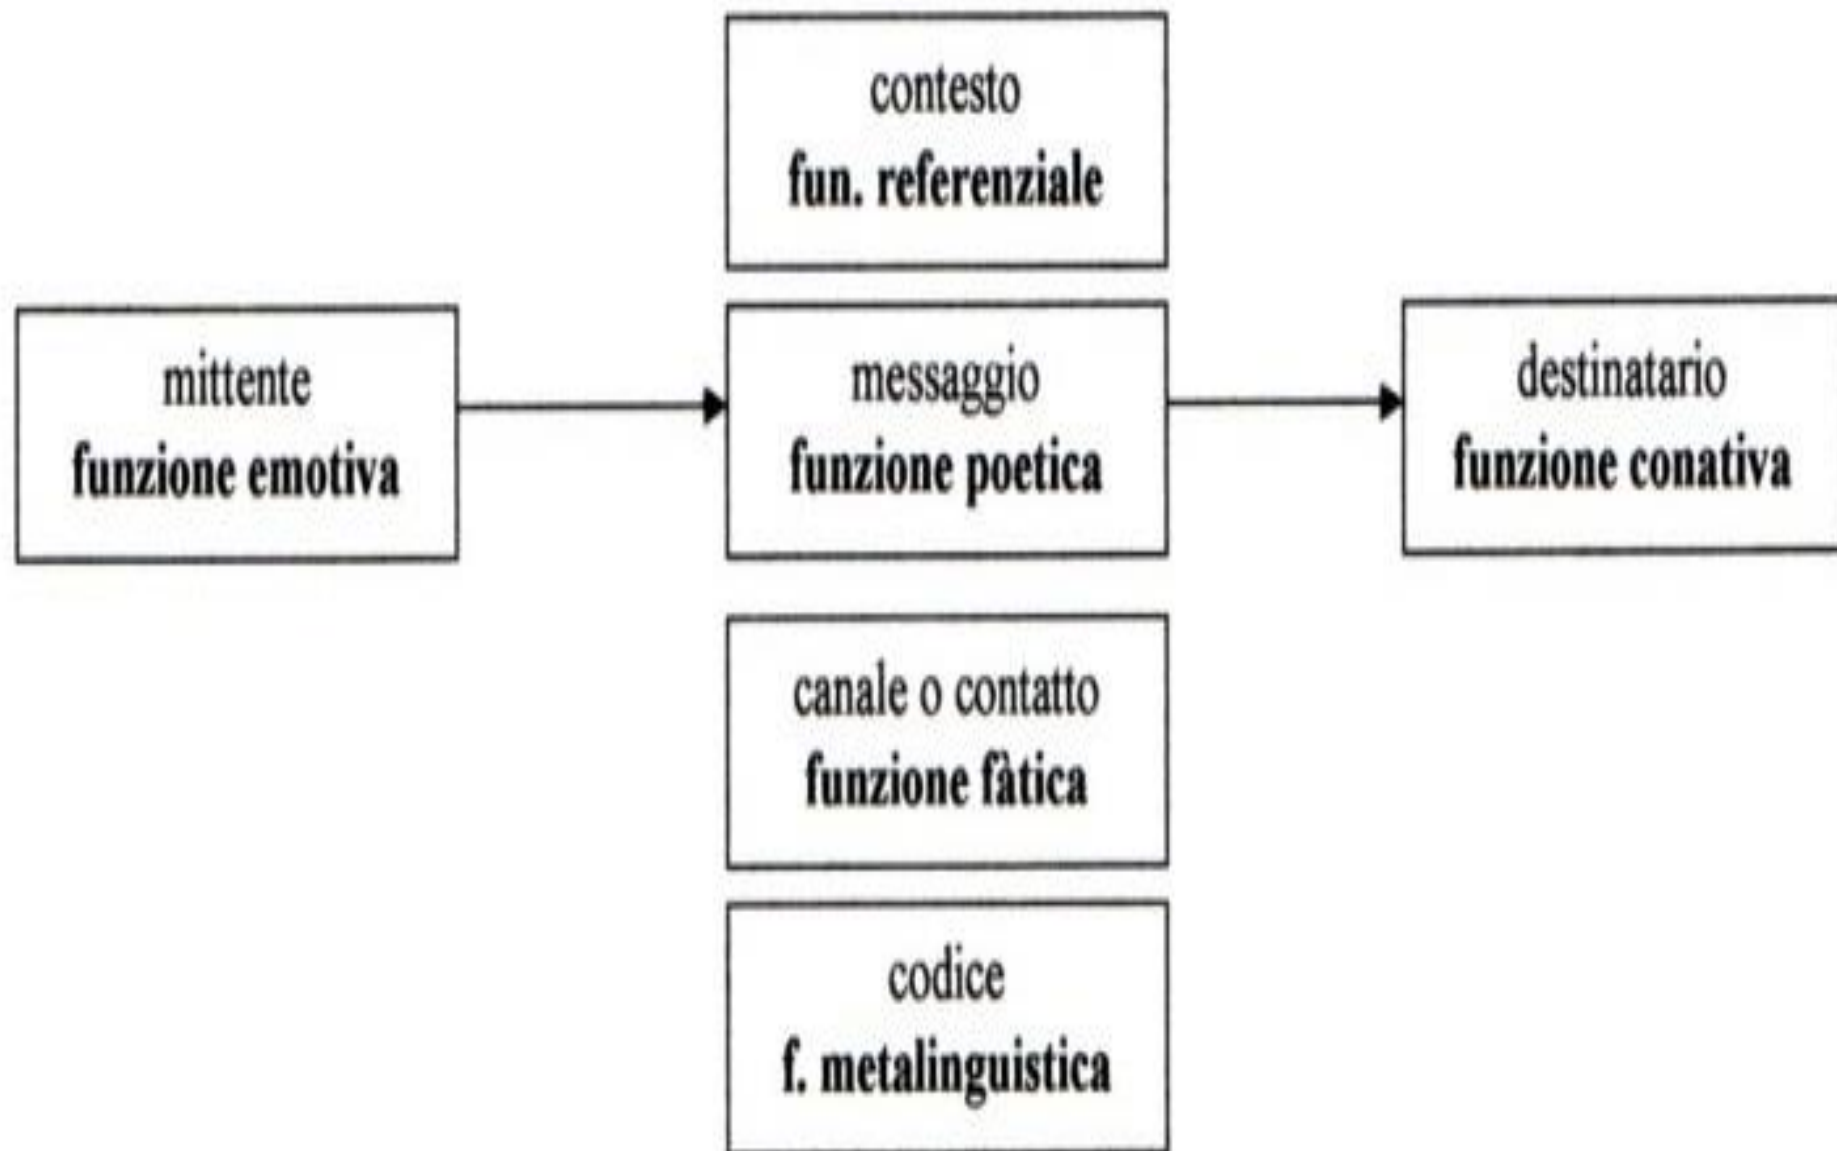 contesto
fun. referenziale
mittente
funzione emotiva
messaggio
funzione poetica
destinatario
funzione conativa
canale o contatto
funzione fàtica
codice
f. metalinguistica